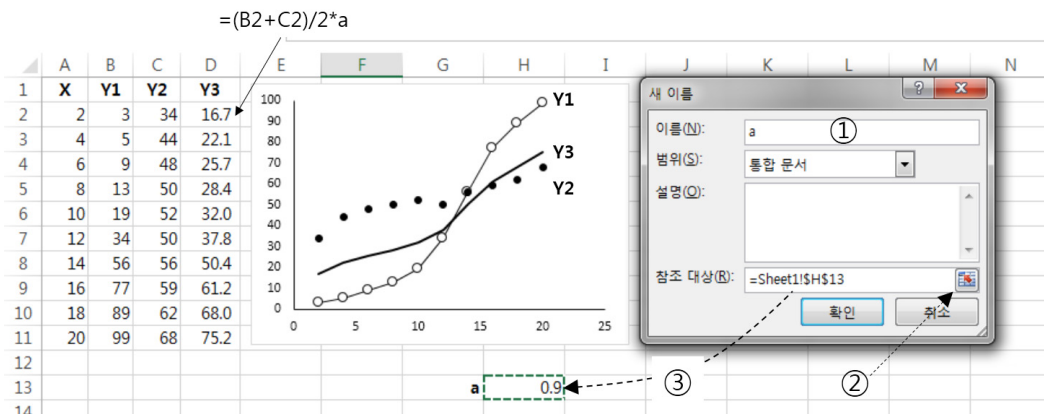 =(B2+C2)/2*a
A B C D E F G H I J K L M N
1 X Y1 Y2 Y3
2 2 3 34 16.7
3 4 5 44 22.1
4 6 9 48 25.7
5 8 13 50 28.4
6 10 19 52 32.0
7 12 34 50 37.8
8 14 56 56 50.4
9 16 77 59 61.2
10 18 89 62 68.0
11 20 99 68 75.2
12
13 a 0.9
14
100
90
80
70
60
50
40
30
20
10
0
0 5 10 15 20 25
Y1
Y3
Y2
새 이름
?
이름(N): a ①
범위(S): 통합 문서
설명(O):
참조 대상(R): =Sheet1!$H$13
확인 취소
③ ②